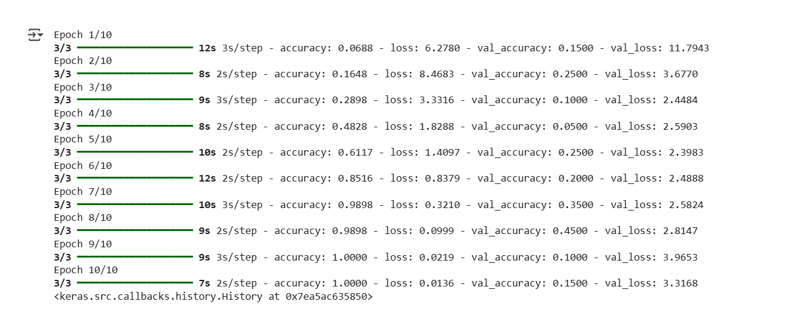 Epoch 1/10
3/3 12s 3s/step - accuracy: 0.0688 - loss: 6.2780 - val_accuracy: 0.1500 - val_loss: 11.7943
Epoch 2/10
3/3 8s 2s/step - accuracy: 0.1648 - loss: 8.4683 - val_accuracy: 0.2500 - val_loss: 3.6770
Epoch 3/10
3/3 9s 3s/step - accuracy: 0.2898 - loss: 3.3316 - val_accuracy: 0.1000 - val_loss: 2.4484
Epoch 4/10
3/3 8s 2s/step - accuracy: 0.4828 - loss: 1.8288 - val_accuracy: 0.0500 - val_loss: 2.5903
Epoch 5/10
3/3 10s 2s/step - accuracy: 0.6117 - loss: 1.4097 - val_accuracy: 0.2500 - val_loss: 2.3983
Epoch 6/10
3/3 12s 2s/step - accuracy: 0.8516 - loss: 0.8379 - val_accuracy: 0.2000 - val_loss: 2.4888
Epoch 7/10
3/3 10s 3s/step - accuracy: 0.9898 - loss: 0.3210 - val_accuracy: 0.3500 - val_loss: 2.5824
Epoch 8/10
3/3 9s 2s/step - accuracy: 0.9898 - loss: 0.0999 - val_accuracy: 0.4500 - val_loss: 2.8147
Epoch 9/10
3/3 9s 3s/step - accuracy: 1.0000 - loss: 0.0219 - val_accuracy: 0.1000 - val_loss: 3.9653
Epoch 10/10
3/3 7s 2s/step - accuracy: 1.0000 - loss: 0.0136 - val_accuracy: 0.1500 - val_loss: 3.3168
<keras.src.callbacks.history.History at 0x7ea5ac635850>